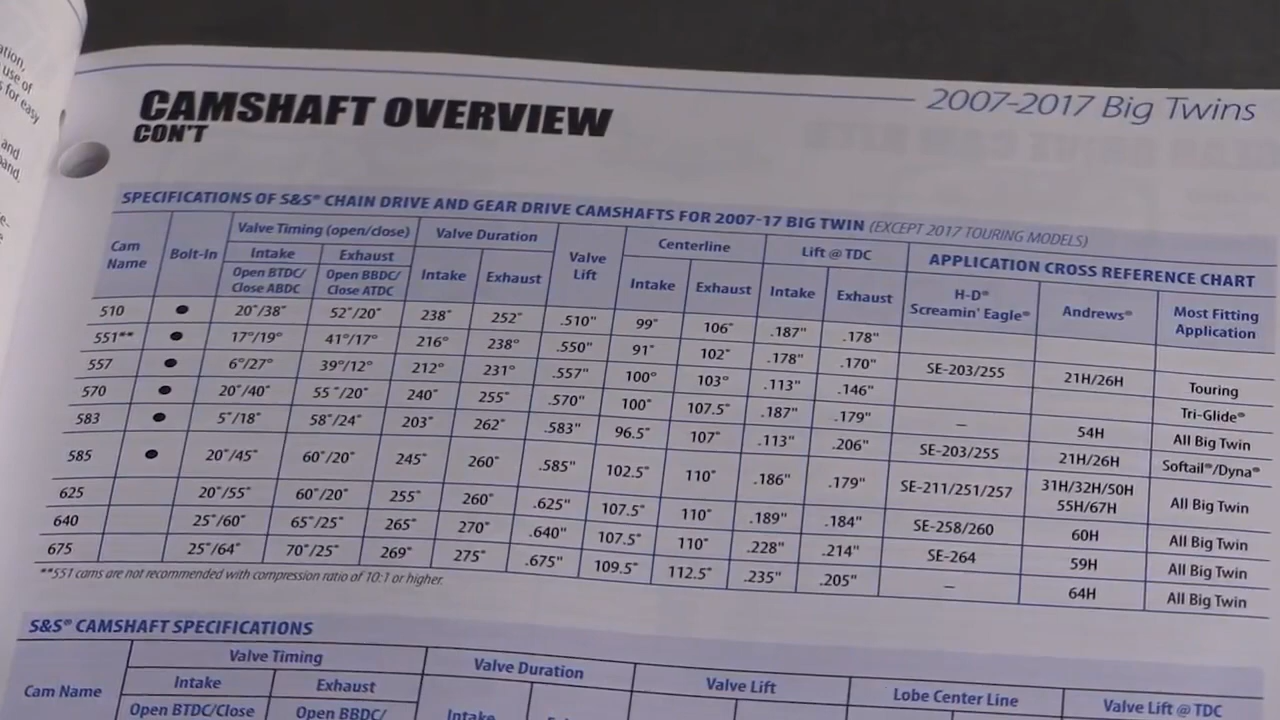 ation,
use of
s for easy
and
and.
e-
CAMSHAFT OVERVIEW
CON'T
2007-2017 Big Twins
SPECIFICATIONS OF S&S® CHAIN DRIVE AND GEAR DRIVE CAMSHAFTS FOR 2007-17 BIG TWIN (EXCEPT 2017 TOURING MODELS)
Cam Name Bolt-In Valve Timing (open/close) Valve Duration Valve Lift Centerline Lift @ TDC APPLICATION CROSS REFERENCE CHART
Intake Exhaust Intake Exhaust Intake Exhaust Intake Exhaust H-D® Screamin' Eagle® Andrews® Most Fitting Application
Open BTDC/ Close ABDC Open BBDC/ Close ATDC
510 ● 20°/38° 52°/20° 238° 252° .510" 99° 106° .187" .178"
551** ● 17°/19° 41°/17° 216° 238° .550" 91° 102° .178" .170" SE-203/255 21H/26H Touring
557 ● 6°/27° 39°/12° 212° 231° .557" 100° 103° .113" .146" Tri-Glide®
570 ● 20°/40° 55°/20° 240° 255° .570" 100° 107.5° .187" .179" – 54H All Big Twin
583 ● 5°/18° 58°/24° 203° 262° .583" 96.5° 107° .113" .206" SE-203/255 21H/26H Softail®/Dyna®
585 ● 20°/45° 60°/20° 245° 260° .585" 102.5° 110° .186" .179" SE-211/251/257 31H/32H/50H 55H/67H All Big Twin
625 20°/55° 60°/20° 255° 260° .625" 107.5° 110° .189" .184" SE-258/260 60H All Big Twin
640 25°/60° 65°/25° 265° 270° .640" 107.5° 110° .228" .214" SE-264 59H All Big Twin
675 25°/64° 70°/25° 269° 275° .675" 109.5° 112.5° .235" .205" – 64H All Big Twin
**551 cams are not recommended with compression ratio of 10:1 or higher.
S&S® CAMSHAFT SPECIFICATIONS
Cam Name Valve Timing Valve Duration Valve Lift Lobe Center Line Valve Lift @ TDC
Intake Exhaust
Open BTDC/Close Open BBDC/ Intake